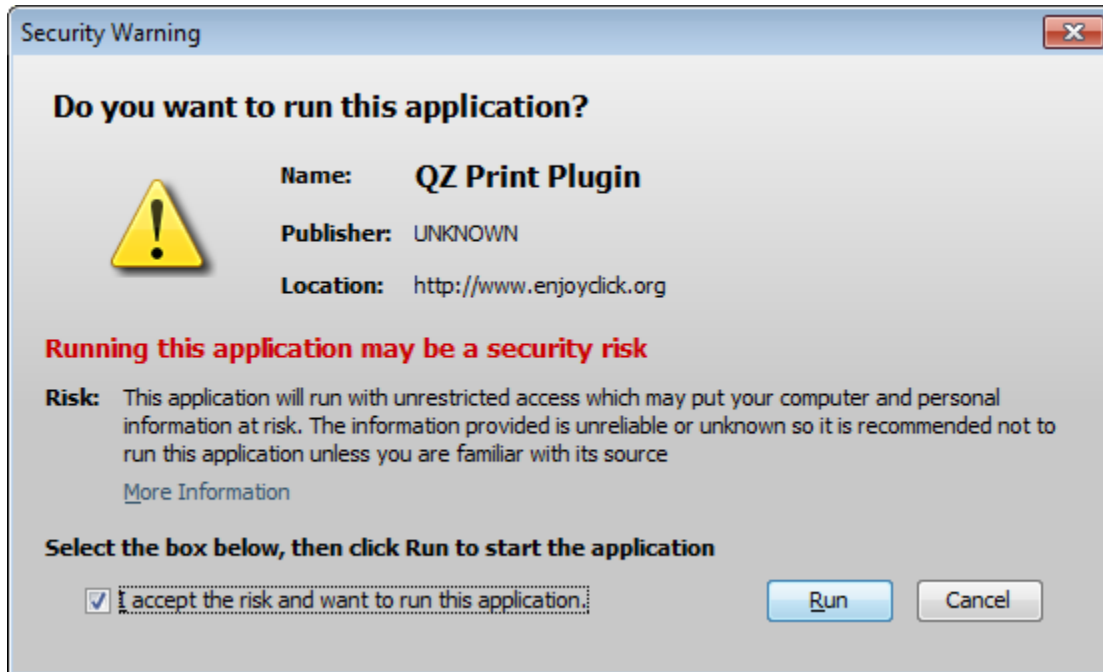 Security Warning
Do you want to run this application?
Name: QZ Print Plugin
Publisher: UNKNOWN
Location: http://www.enjoyclick.org
Running this application may be a security risk
Risk: This application will run with unrestricted access which may put your computer and personal
information at risk. The information provided is unreliable or unknown so it is recommended not to
run this application unless you are familiar with its source
More Information
Select the box below, then click Run to start the application
I accept the risk and want to run this application. Run Cancel